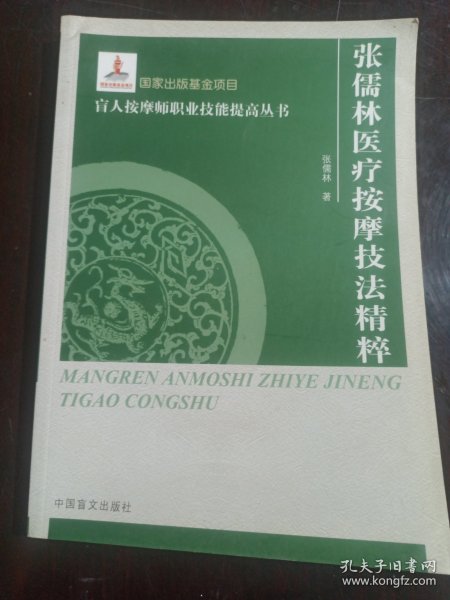 国家出版基金项目
盲人按摩师职业技能提高丛书
张儒林医疗按摩技法精粹
张儒林 著
MANGREN ANMOSHI ZHIYE JINENG
TIGAO CONGSHU
中国盲文出版社
孔夫子旧书网
www.kongfz.com